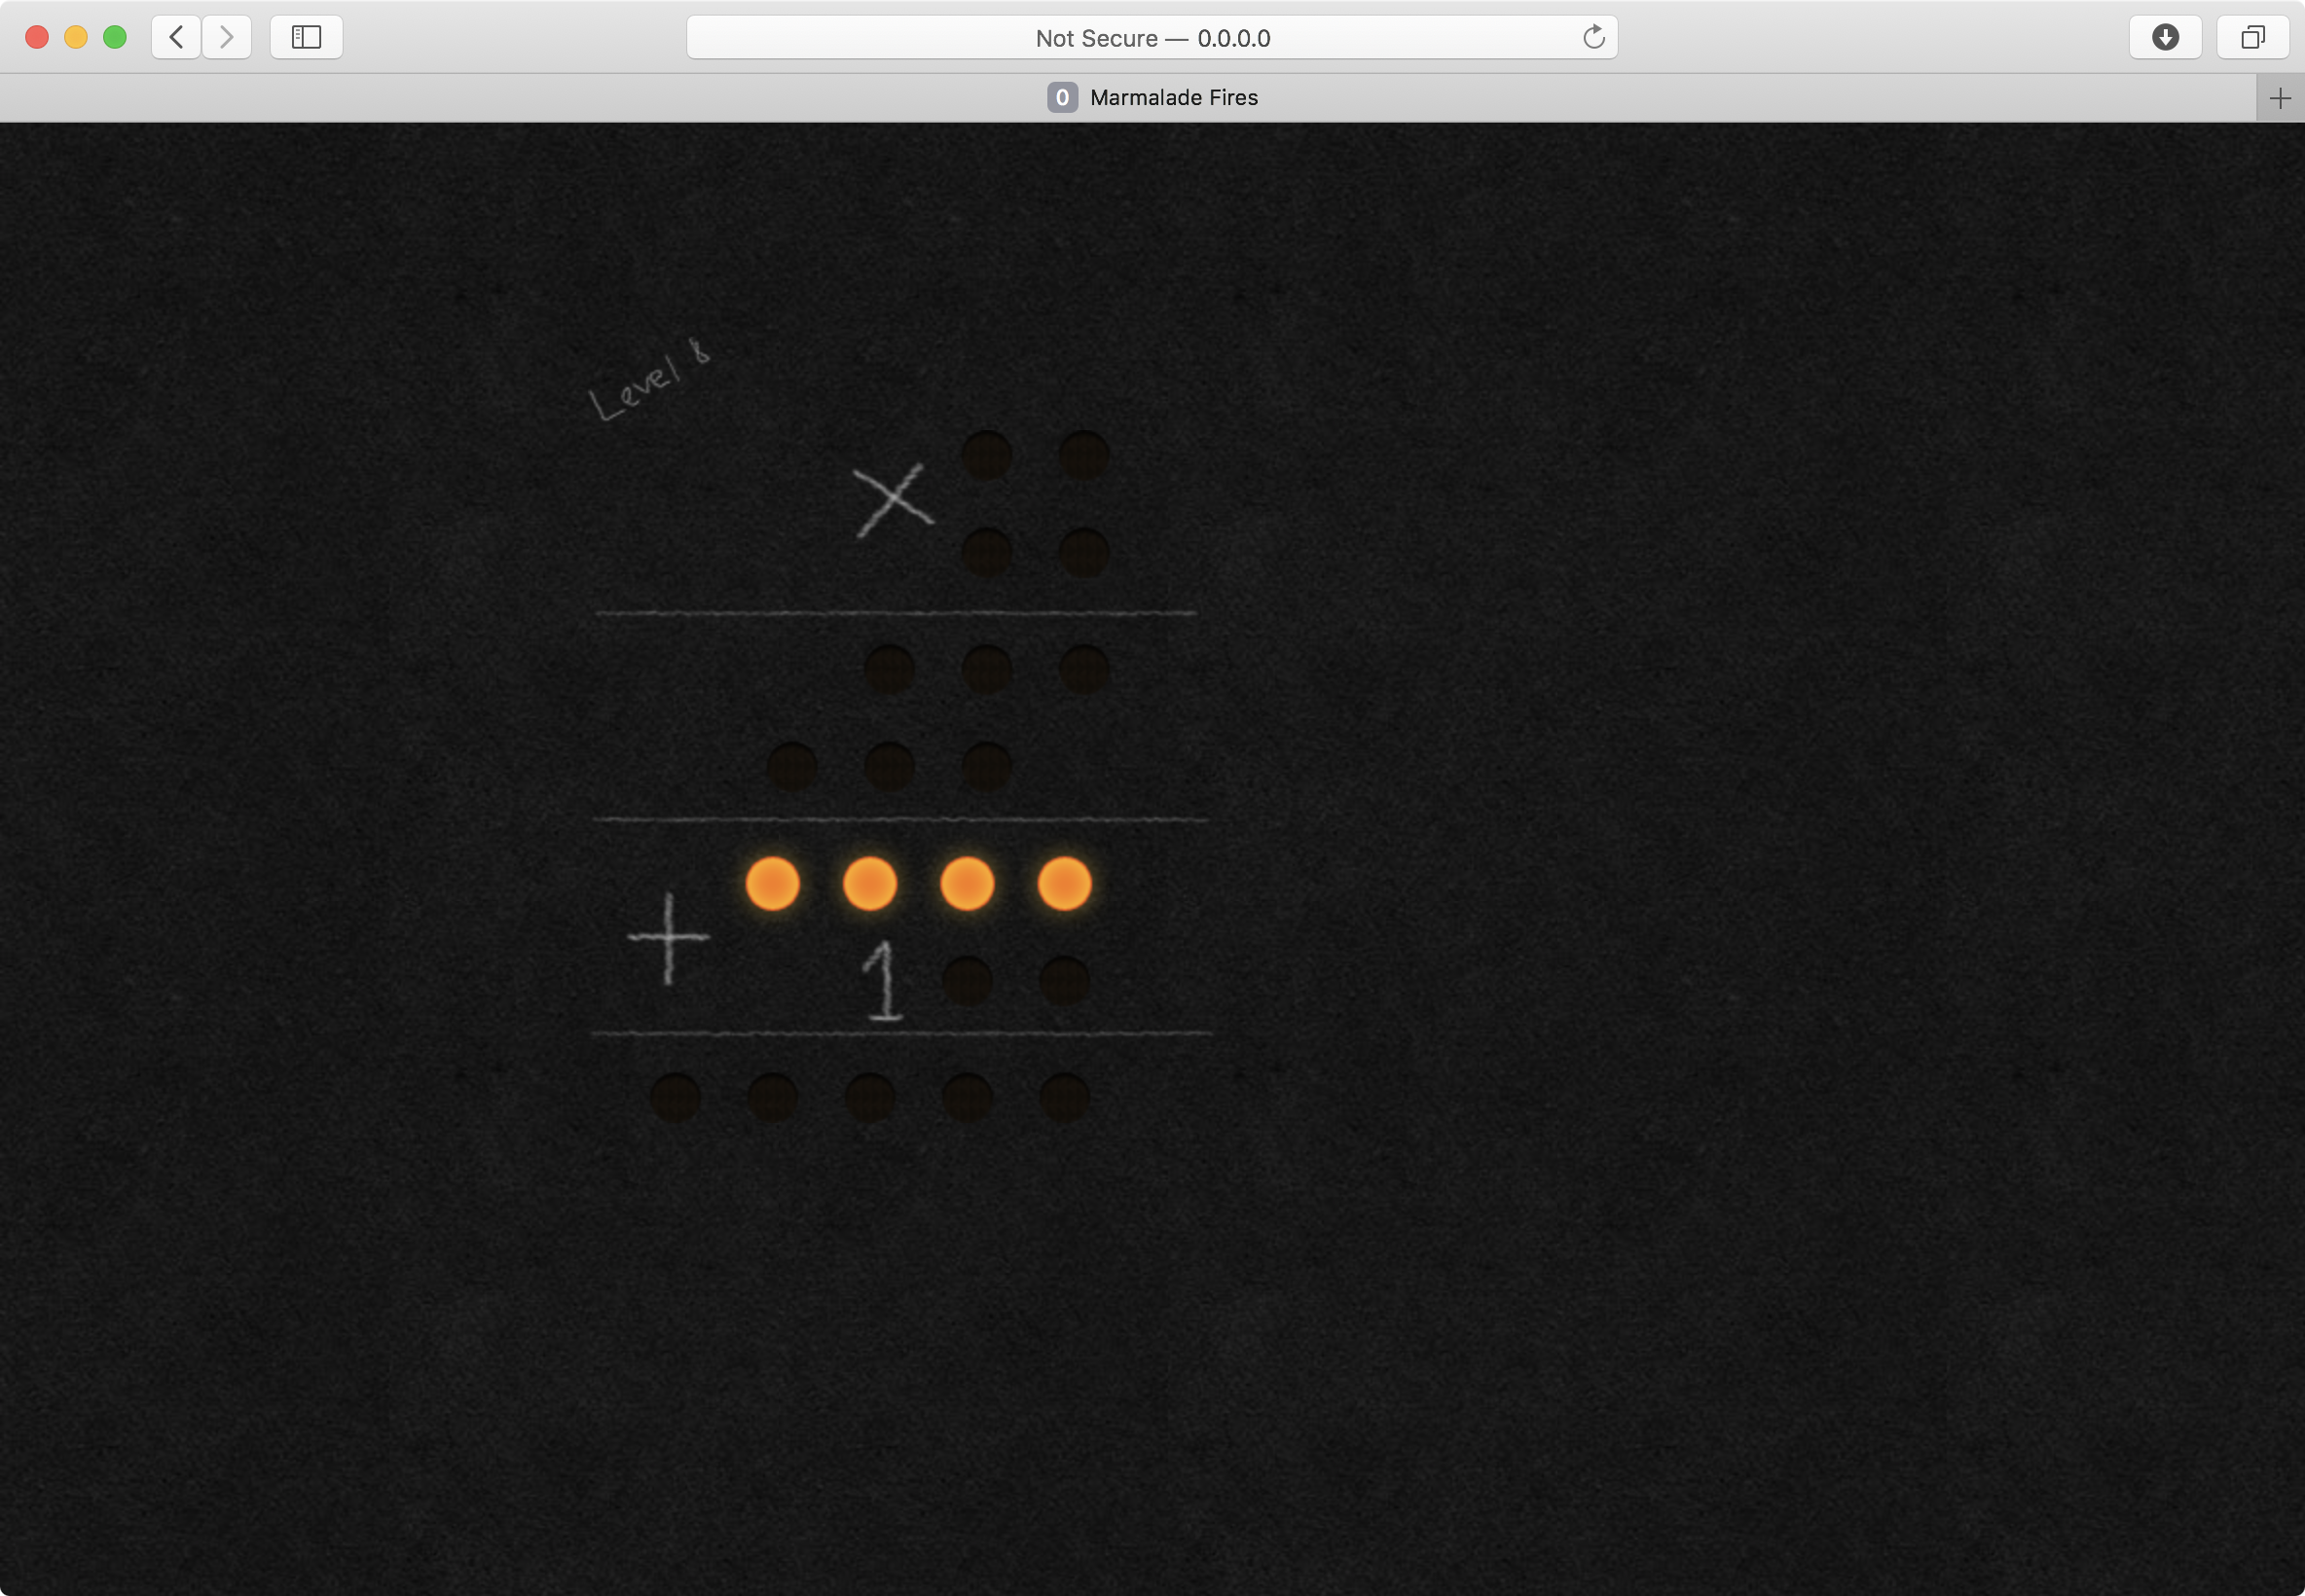 Not Secure — 0.0.0.0
0 Marmalade Fires
Level 8
×
+
1